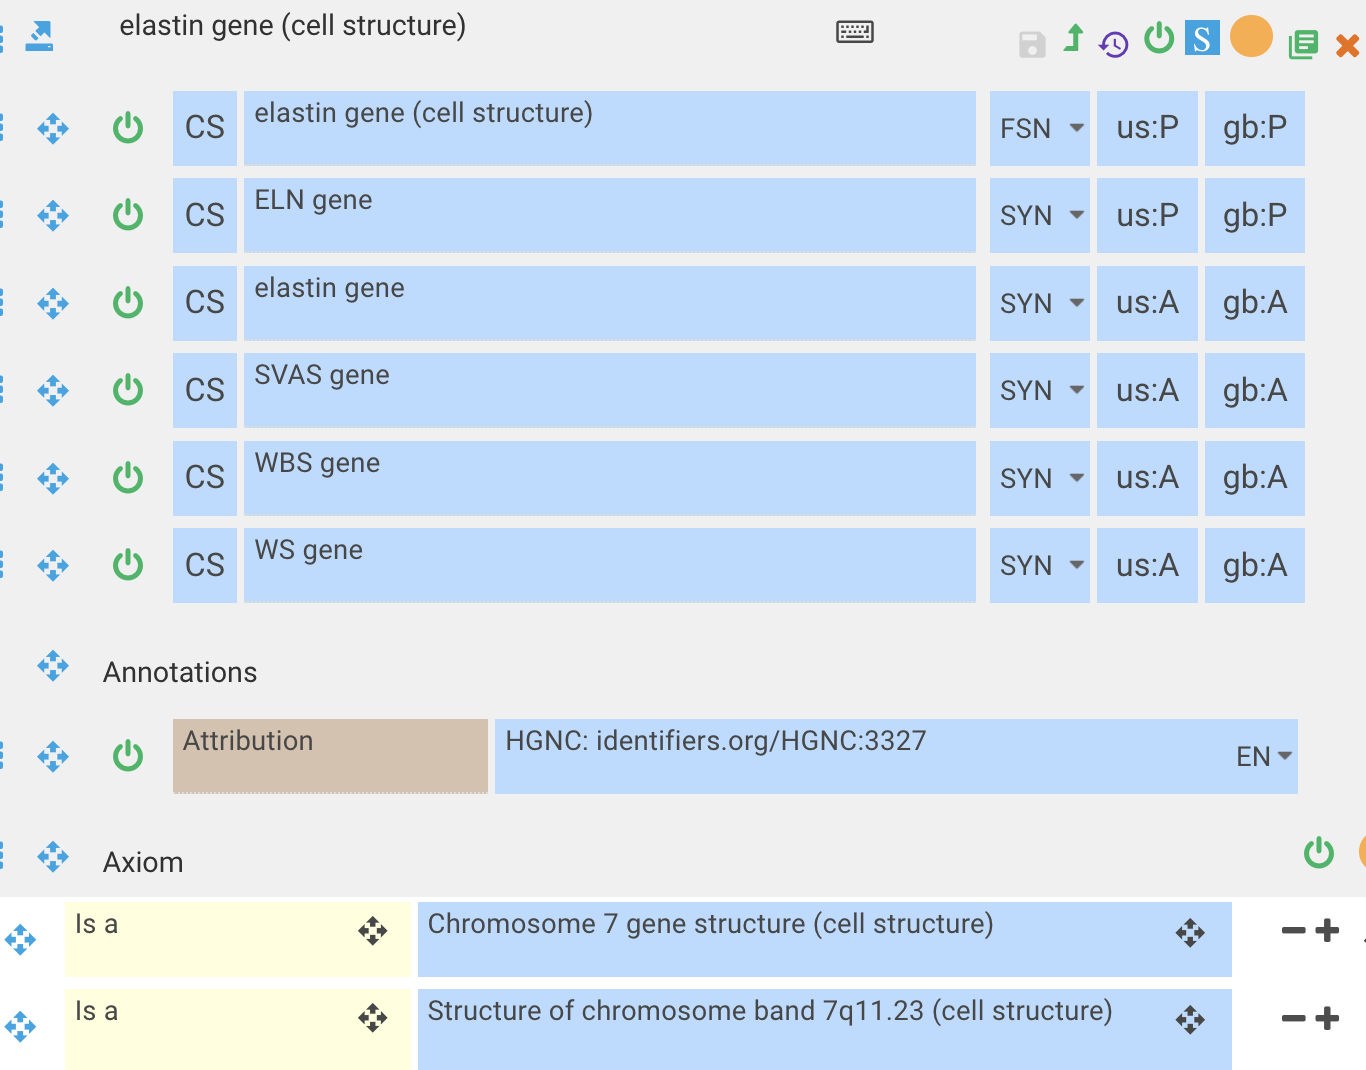 elastin gene (cell structure)
S
CS elastin gene (cell structure) FSN us:P gb:P
CS ELN gene SYN us:P gb:P
CS elastin gene SYN us:A gb:A
CS SVAS gene SYN us:A gb:A
CS WBS gene SYN us:A gb:A
CS WS gene SYN us:A gb:A
Annotations
Attribution HGNC: identifiers.org/HGNC:3327 EN
Axiom
Is a Chromosome 7 gene structure (cell structure)
Is a Structure of chromosome band 7q11.23 (cell structure)